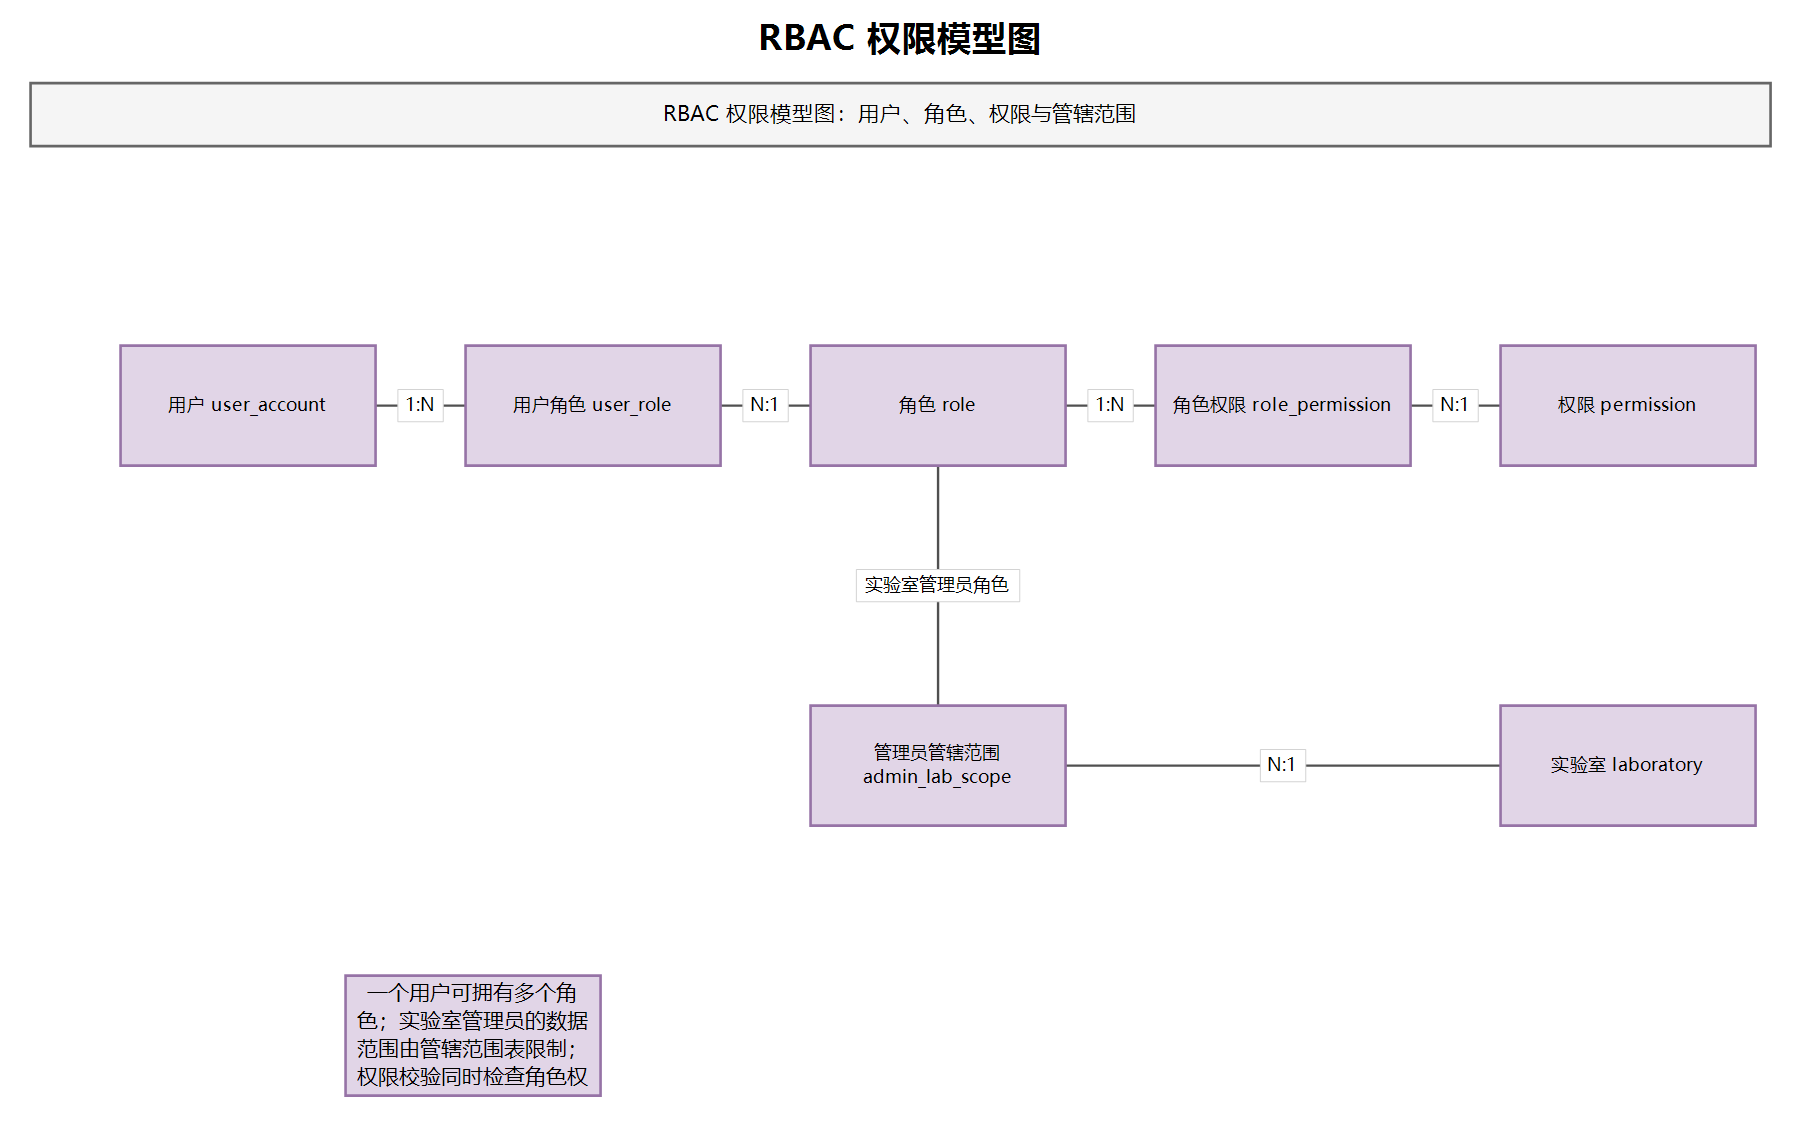 RBAC 权限模型图
RBAC 权限模型图：用户、角色、权限与管辖范围
用户 user_account
1:N
用户角色 user_role
N:1
角色 role
1:N
角色权限 role_permission
N:1
权限 permission
实验室管理员角色
管理员管辖范围
admin_lab_scope
N:1
实验室 laboratory
一个用户可拥有多个角
色；实验室管理员的数据
范围由管辖范围表限制；
权限校验同时检查角色权